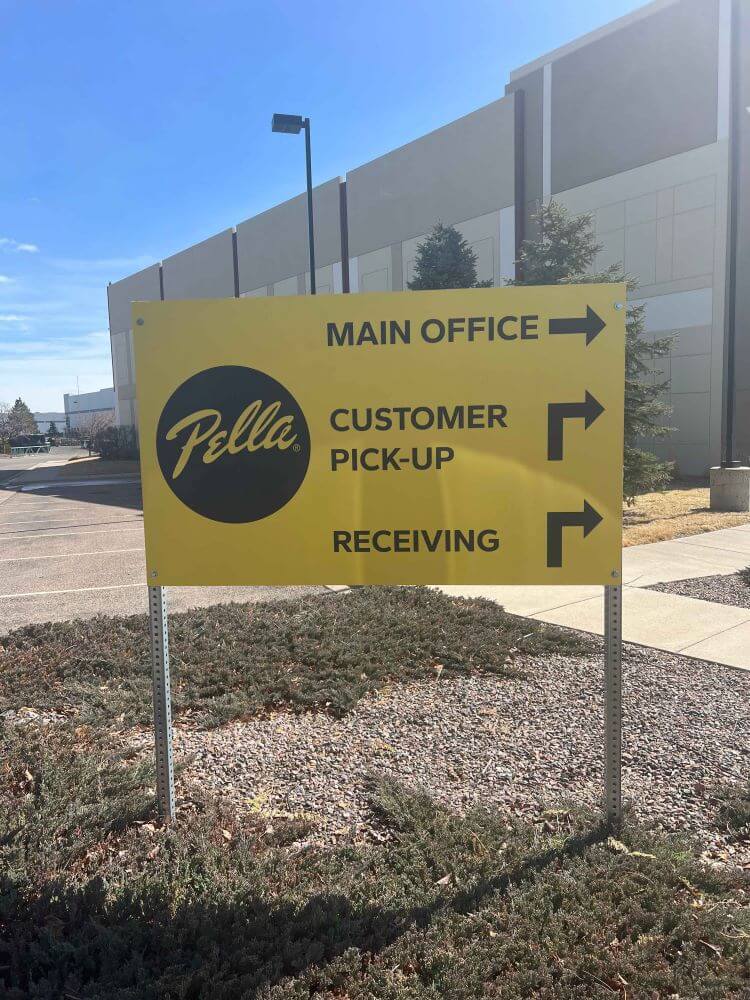 Pella®
MAIN OFFICE
CUSTOMER
PICK-UP
RECEIVING